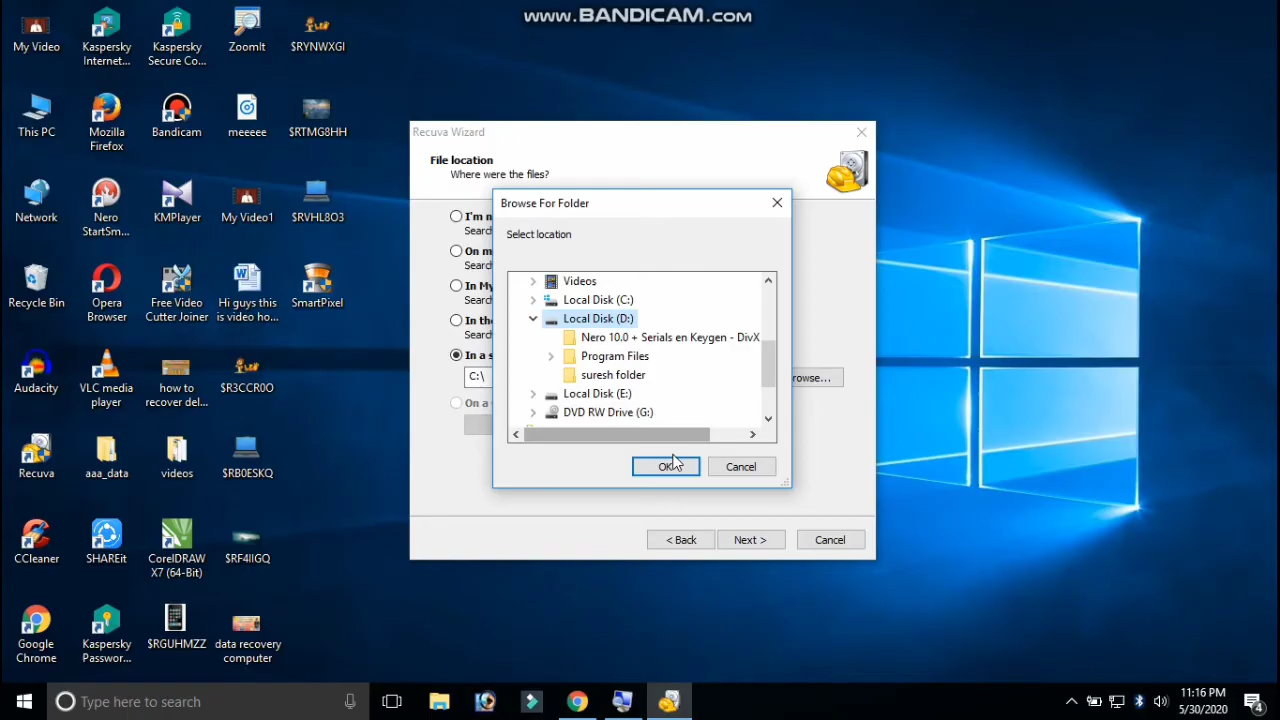 www.BANDICAM.com
My Video
Kaspersky
Internet...
Kaspersky
Secure Co...
ZoomIt
$RYNWXGI
This PC
Mozilla
Firefox
Bandicam
meeeee
$RTMG8HH
Network
Nero
StartSm...
KMPlayer
My Video1
$RVHL8O3
Recycle Bin
Opera
Browser
Free Video
Cutter Joiner
Hi guys this
is video ho...
SmartPixel
Audacity
VLC media
player
how to
recover del...
$R3CCR0O
Recuva
aaa_data
videos
$RB0ESKQ
CCleaner
SHAREit
CorelDRAW
X7 (64-Bit)
$RF4IIGQ
Google
Chrome
Kaspersky
Passwor...
$RGUHMZZ
data recovery
computer
Recuva Wizard
File location
Where were the files?
I'm n
Searc
On m
Searc
In My
Searc
In the
Searc
In a s
C:\
rowse...
On a
Browse For Folder
Select location
Videos
Local Disk (C:)
Local Disk (D:)
Nero 10.0 + Serials en Keygen - DivX
Program Files
suresh folder
Local Disk (E:)
DVD RW Drive (G:)
OK
Cancel
< Back
Next >
Cancel
Type here to search
11:16 PM
5/30/2020
4